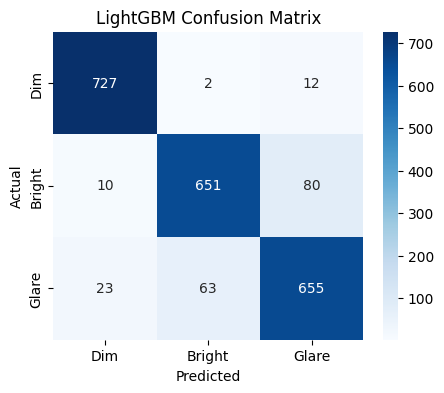 LightGBM Confusion Matrix
Actual
Dim
727 2 12
Bright
10 651 80
Glare
23 63 655
Dim Bright Glare
Predicted
700
600
500
400
300
200
100